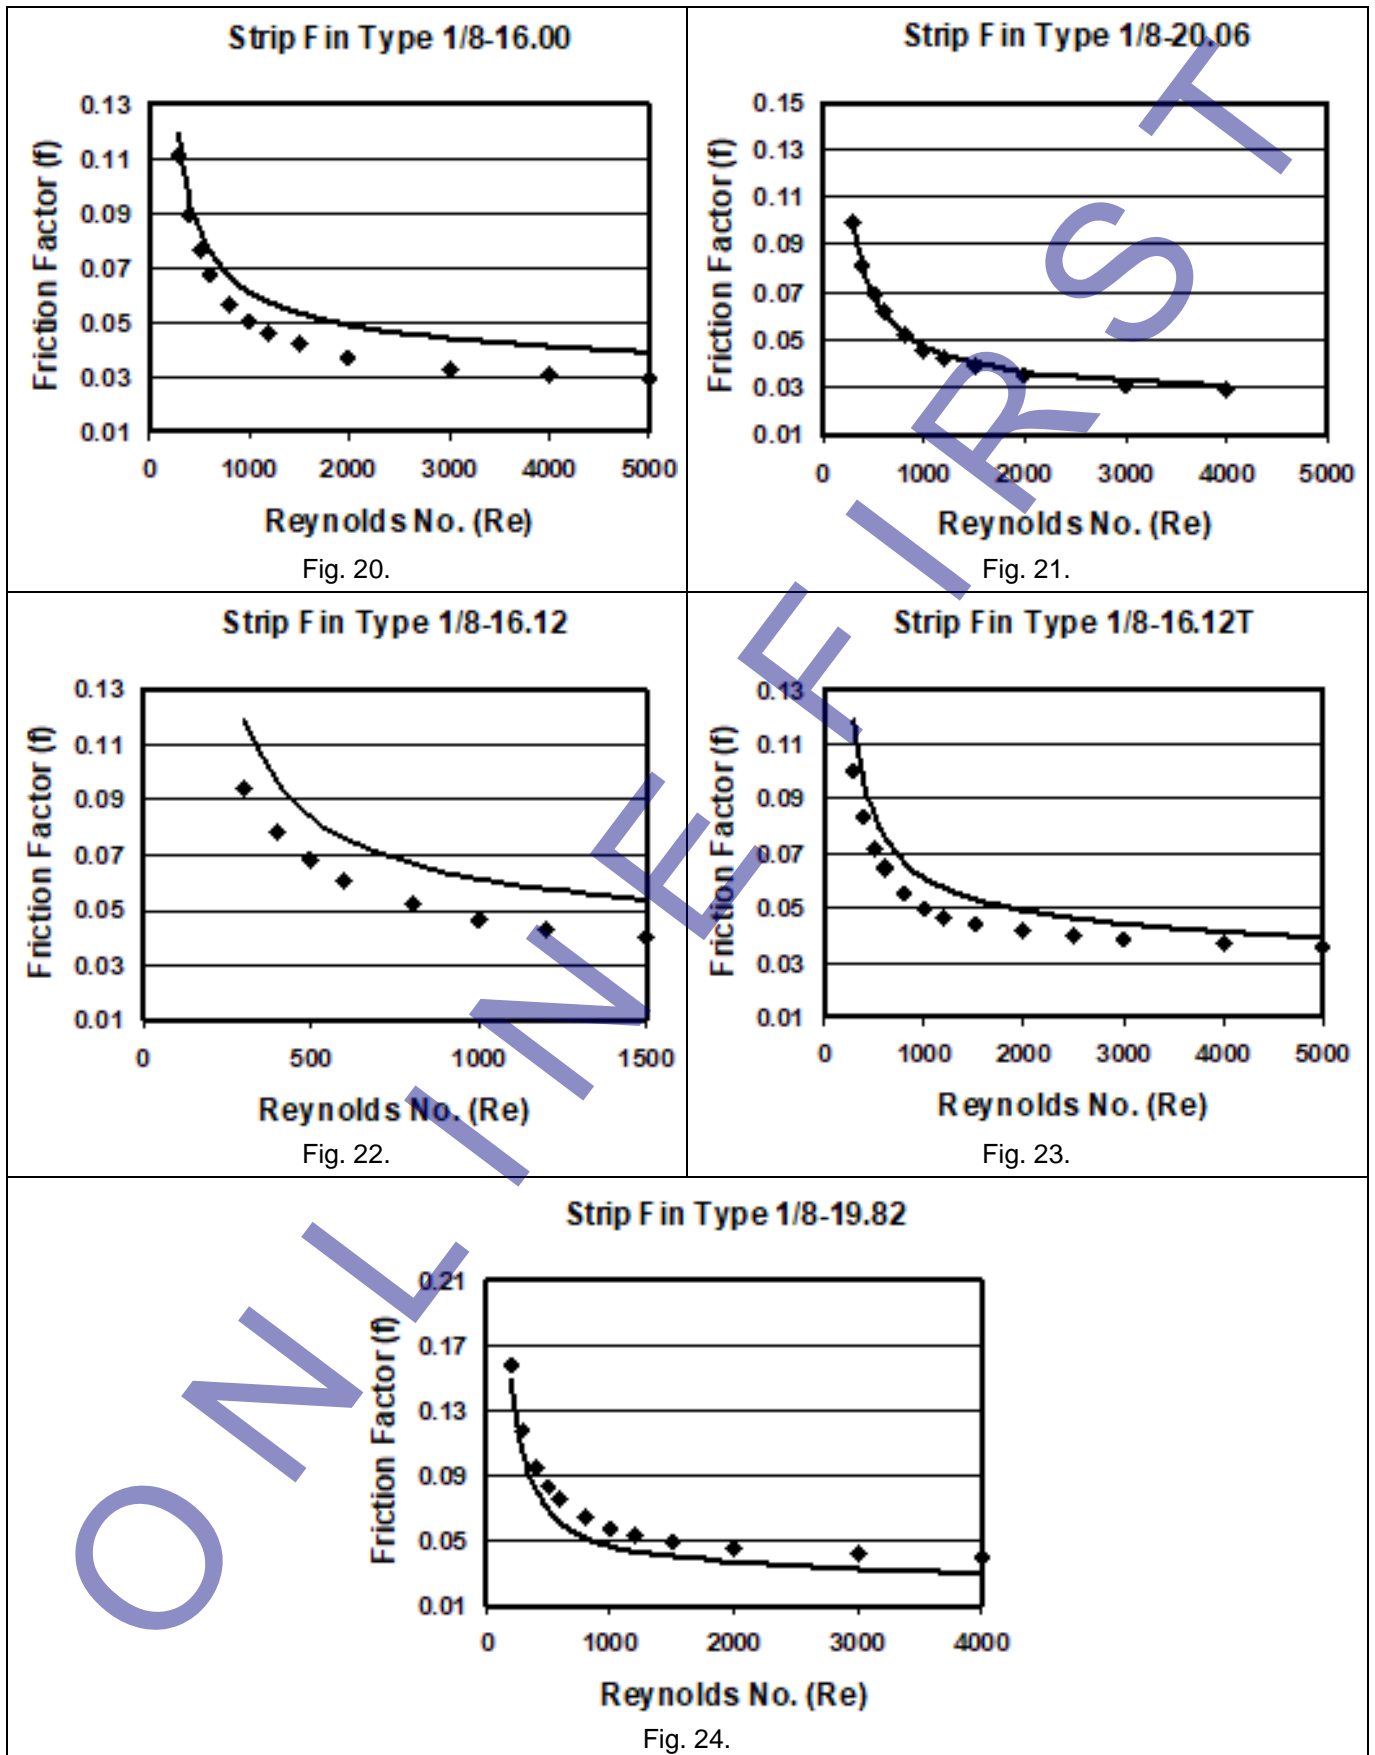 Strip Fin Type 1/8-16.00
Friction Factor (f)
0.13
0.11
0.09
0.07
0.05
0.03
0.01
0 1000 2000 3000 4000 5000
Reynolds No. (Re)
Fig. 20.
Strip Fin Type 1/8-20.06
Friction Factor (f)
0.15
0.13
0.11
0.09
0.07
0.05
0.03
0.01
0 1000 2000 3000 4000 5000
Reynolds No. (Re)
Fig. 21.
Strip Fin Type 1/8-16.12
Friction Factor (f)
0.13
0.11
0.09
0.07
0.05
0.03
0.01
0 500 1000 1500
Reynolds No. (Re)
Fig. 22.
Strip Fin Type 1/8-16.12T
Friction Factor (f)
0.13
0.11
0.09
0.07
0.05
0.03
0.01
0 1000 2000 3000 4000 5000
Reynolds No. (Re)
Fig. 23.
Strip Fin Type 1/8-19.82
Friction Factor (f)
0.21
0.17
0.13
0.09
0.05
0.01
0 1000 2000 3000 4000
Reynolds No. (Re)
Fig. 24.
ONLINE FIRST